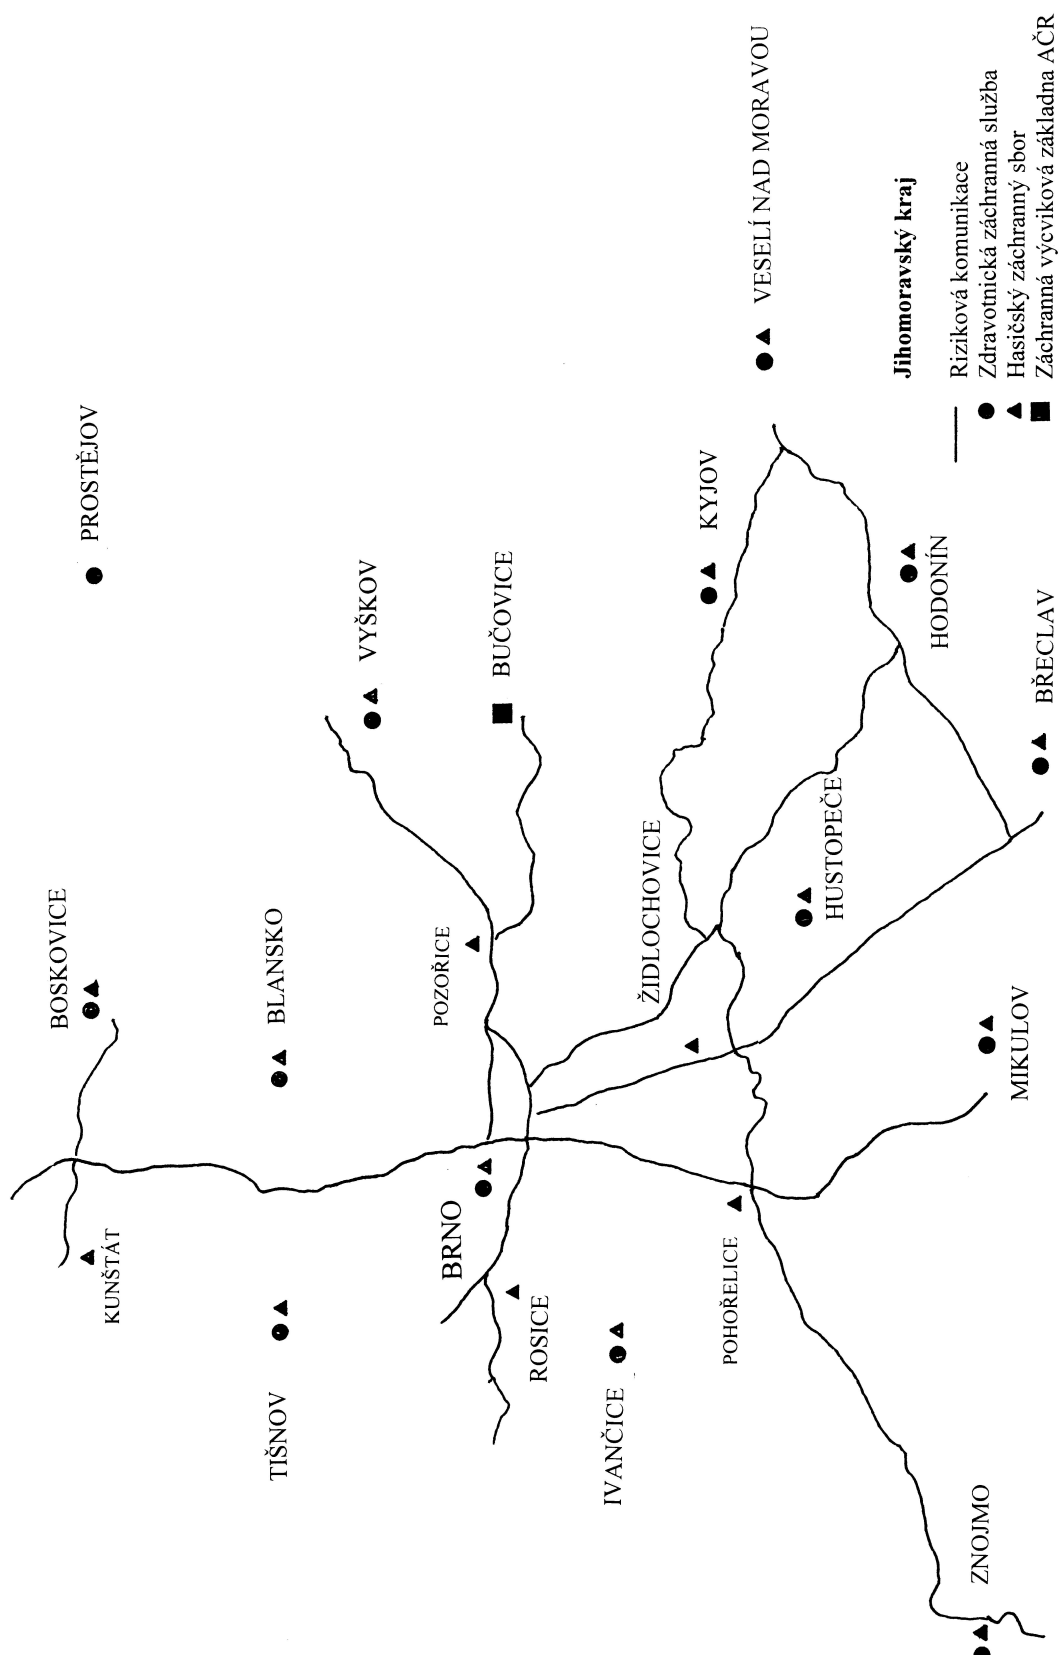 PROSTĚJOV
BOSKOVICE
KUNŠTÁT
BLANSKO
TIŠNOV
VYŠKOV
BUČOVICE
POZOŘICE
BRNO
ROSICE
IVANČICE
ŽIDLOCHOVICE
KYJOV
VESELÍ NAD MORAVOU
POHOŘELICE
HUSTOPEČE
HODONÍN
BŘECLAV
MIKULOV
ZNOJMO
Jihomoravský kraj
Riziková komunikace
Zdravotnická záchranná služba
Hasičský záchranný sbor
Záchranná výcviková základna AČR